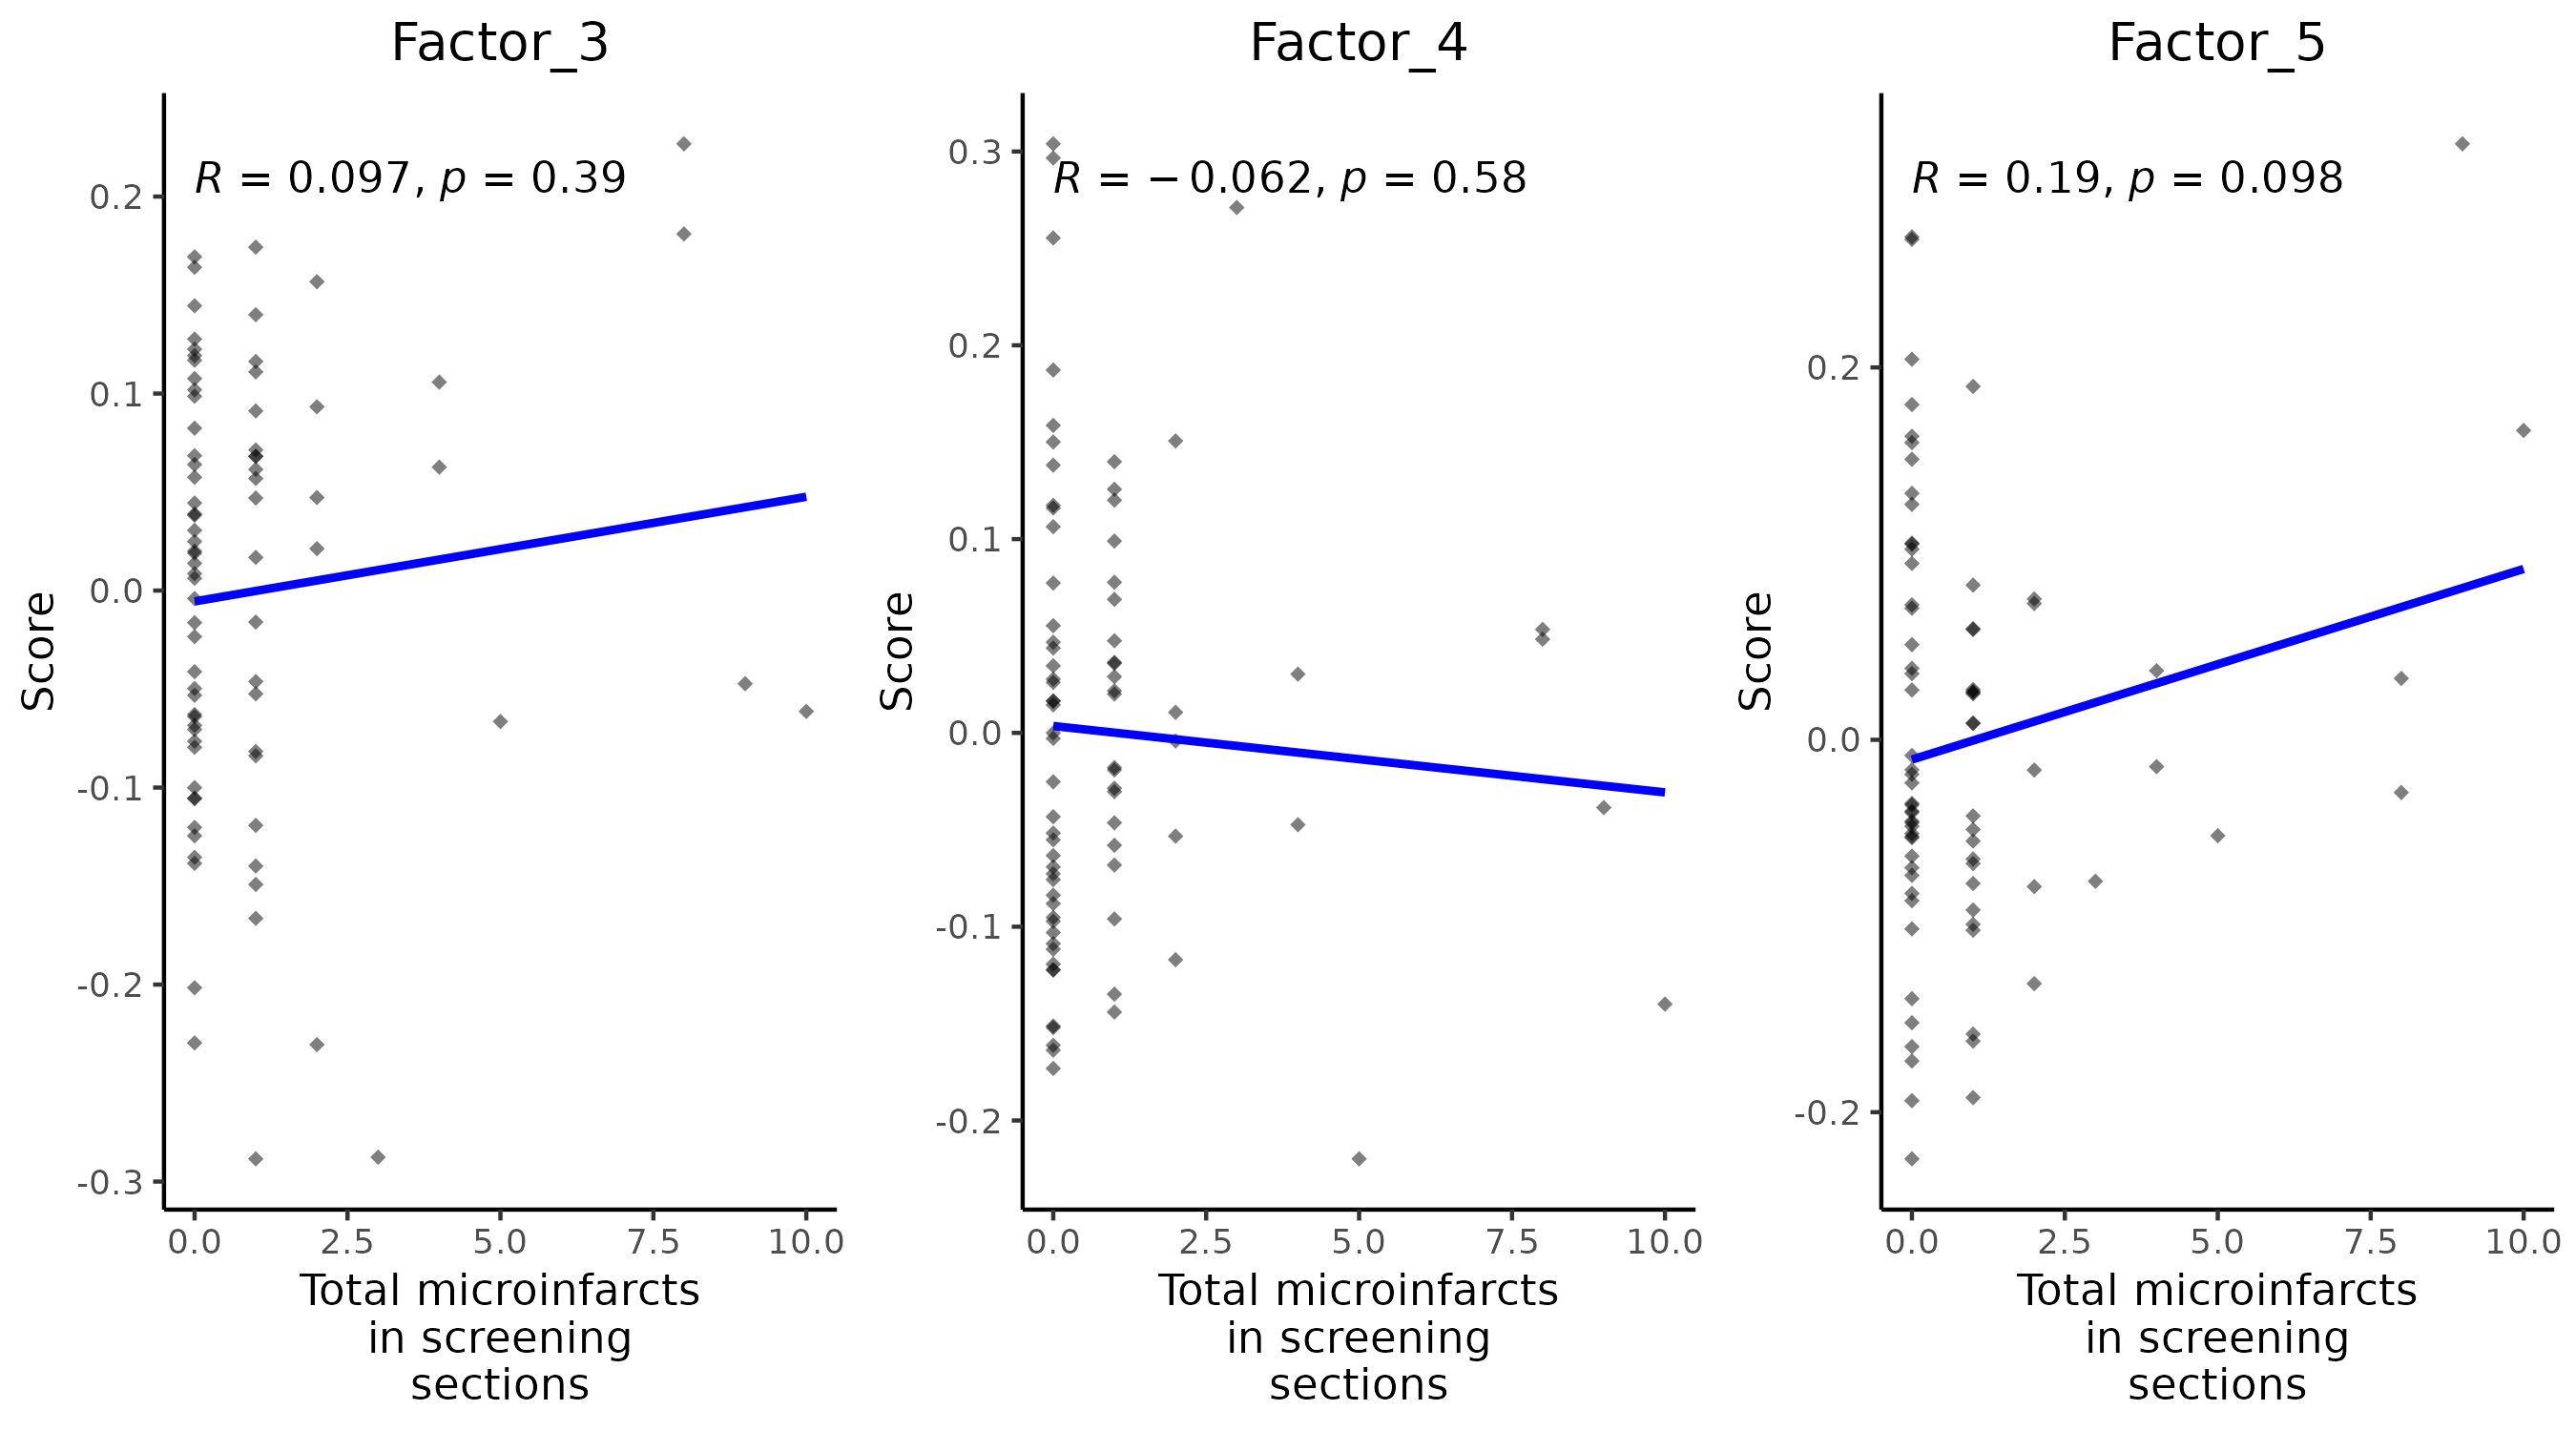 Factor_3
R = 0.097, p = 0.39
0.2
0.1
0.0
-0.1
-0.2
-0.3
Score
0.0 2.5 5.0 7.5 10.0
Total microinfarcts
in screening
sections
Factor_4
R = − 0.062, p = 0.58
0.3
0.2
0.1
0.0
-0.1
-0.2
Score
0.0 2.5 5.0 7.5 10.0
Total microinfarcts
in screening
sections
Factor_5
R = 0.19, p = 0.098
0.2
0.0
-0.2
Score
0.0 2.5 5.0 7.5 10.0
Total microinfarcts
in screening
sections